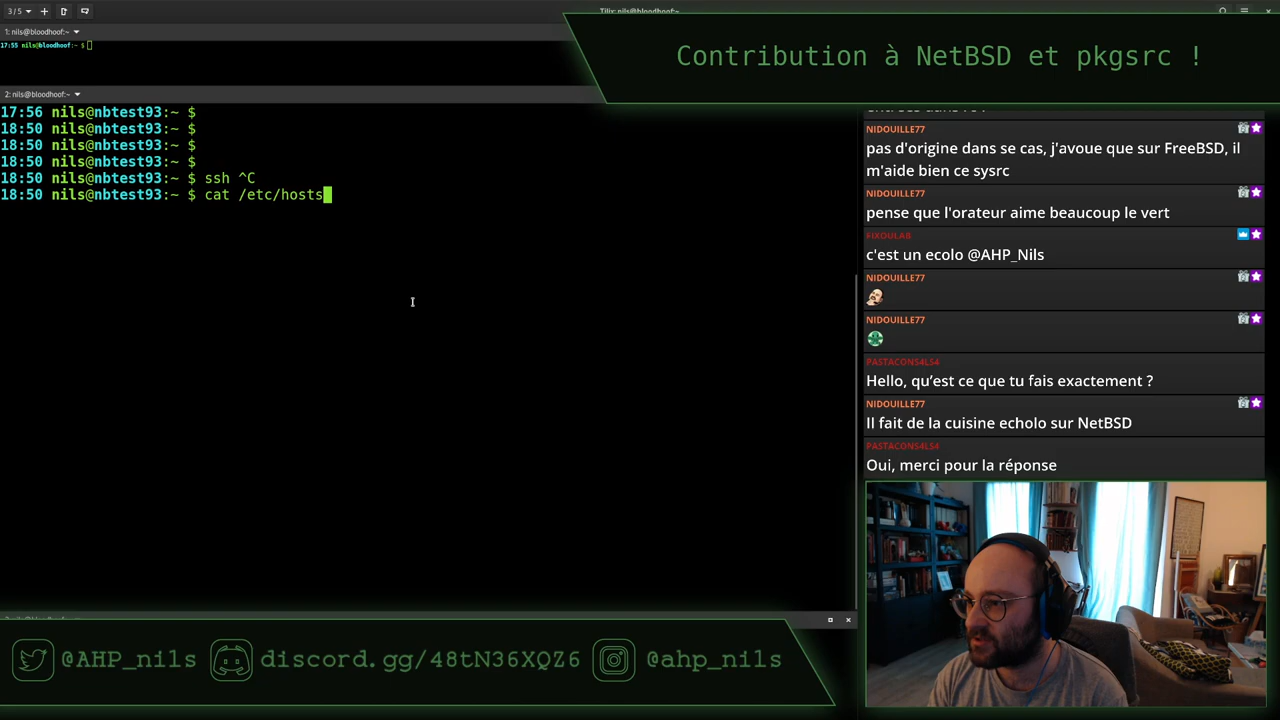 3 / 5
Tilix: nils@bloodhoof:~
1: nils@bloodhoof:~
17:55 nils@bloodhoof:~ $
Contribution à NetBSD et pkgsrc !
2: nils@bloodhoof:~
17:56 nils@nbtest93:~ $
18:50 nils@nbtest93:~ $
18:50 nils@nbtest93:~ $
18:50 nils@nbtest93:~ $
18:50 nils@nbtest93:~ $ ssh ^C
18:50 nils@nbtest93:~ $ cat /etc/hosts
NIDOUILLE77
pas d'origine dans se cas, j'avoue que sur FreeBSD, il
m'aide bien ce sysrc
NIDOUILLE77
pense que l'orateur aime beaucoup le vert
FIXOULAB
c'est un ecolo @AHP_Nils
NIDOUILLE77
NIDOUILLE77
PASTACONS4LS4
Hello, qu’est ce que tu fais exactement ?
NIDOUILLE77
Il fait de la cuisine echolo sur NetBSD
PASTACONS4LS4
Oui, merci pour la réponse
@AHP_nils
discord.gg/48tN36XQZ6
@ahp_nils